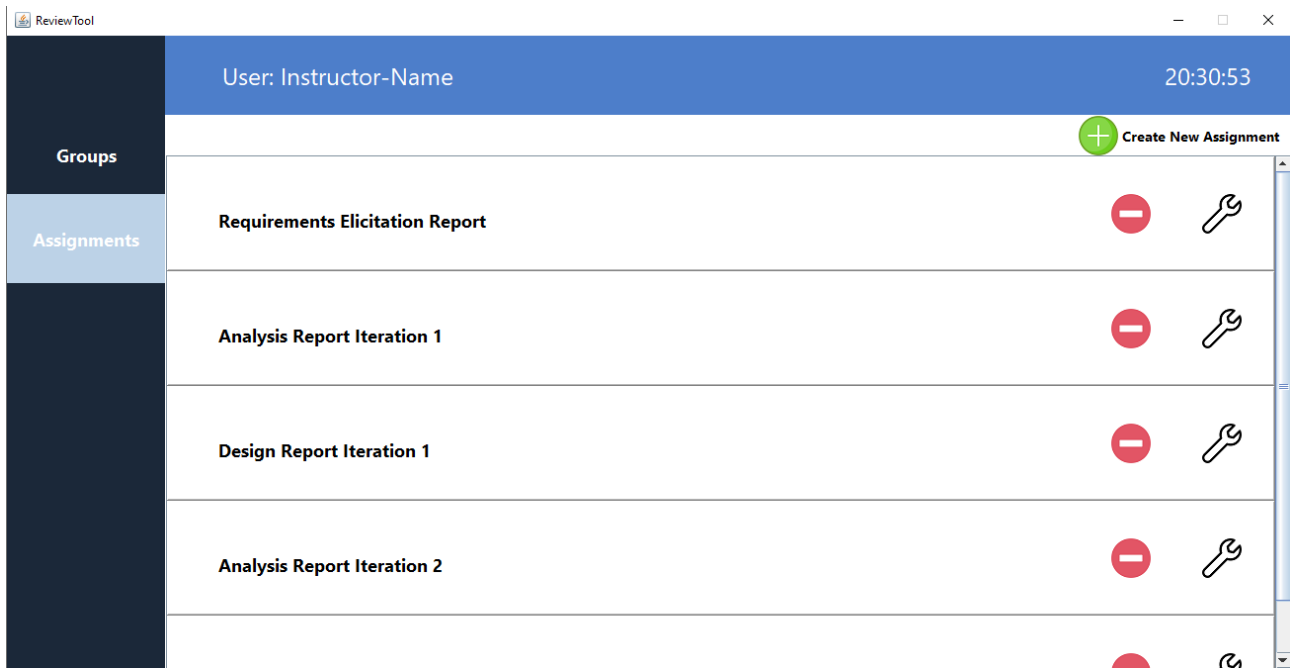 ReviewTool
User: Instructor-Name
20:30:53
Create New Assignment
Groups
Assignments
Requirements Elicitation Report
Analysis Report Iteration 1
Design Report Iteration 1
Analysis Report Iteration 2